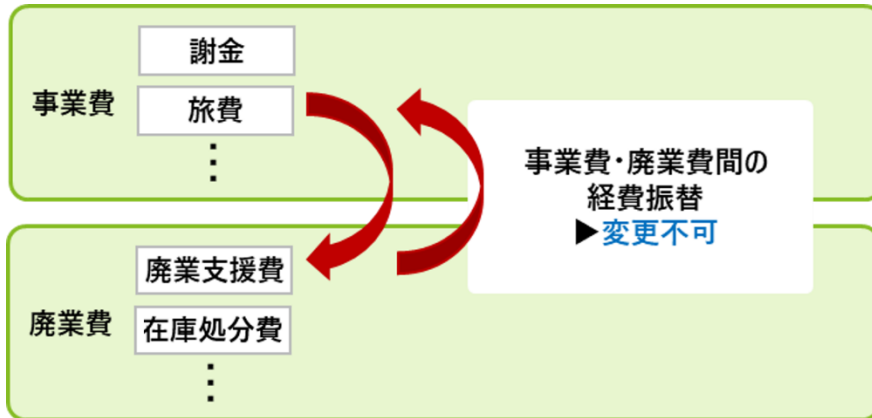 事業費
謝金
旅費
⋮
事業費・廃業費間の
経費振替
▶変更不可
廃業費
廃業支援費
在庫処分費
⋮